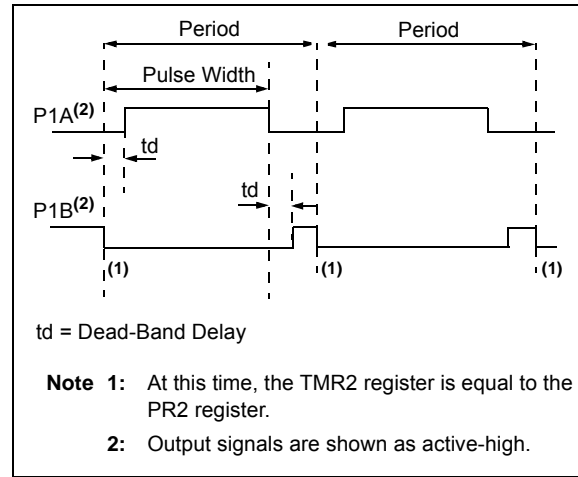 Period Period
Pulse Width
P1A(2)
td
td
P1B(2)
(1) (1) (1)
td = Dead-Band Delay
Note 1: At this time, the TMR2 register is equal to the
PR2 register.
2: Output signals are shown as active-high.